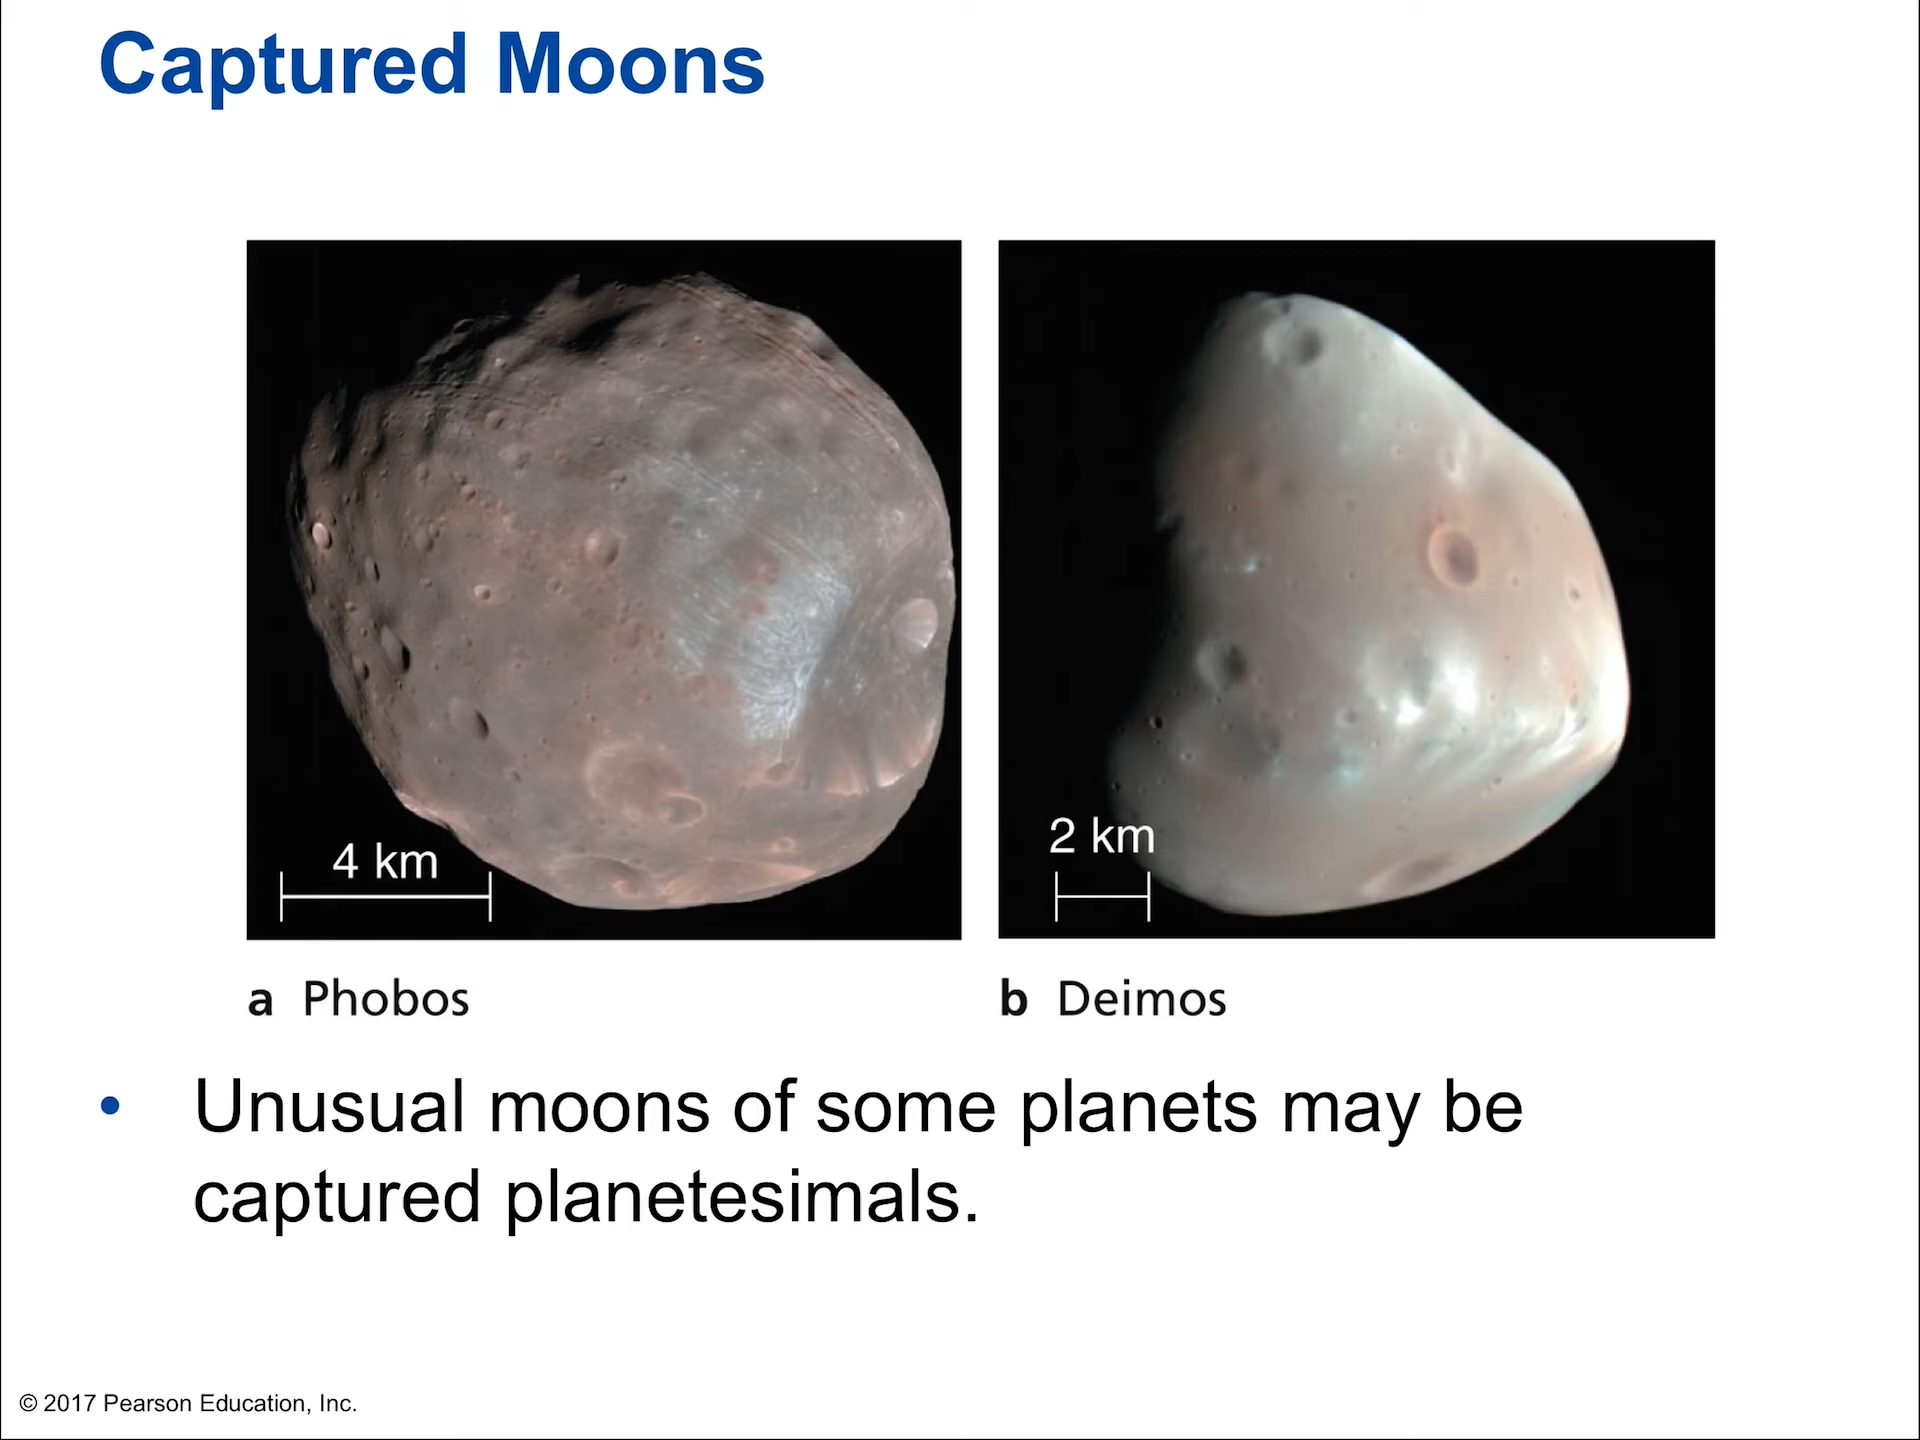 Captured Moons
4 km
2 km
a Phobos
b Deimos
• Unusual moons of some planets may be
captured planetesimals.
© 2017 Pearson Education, Inc.